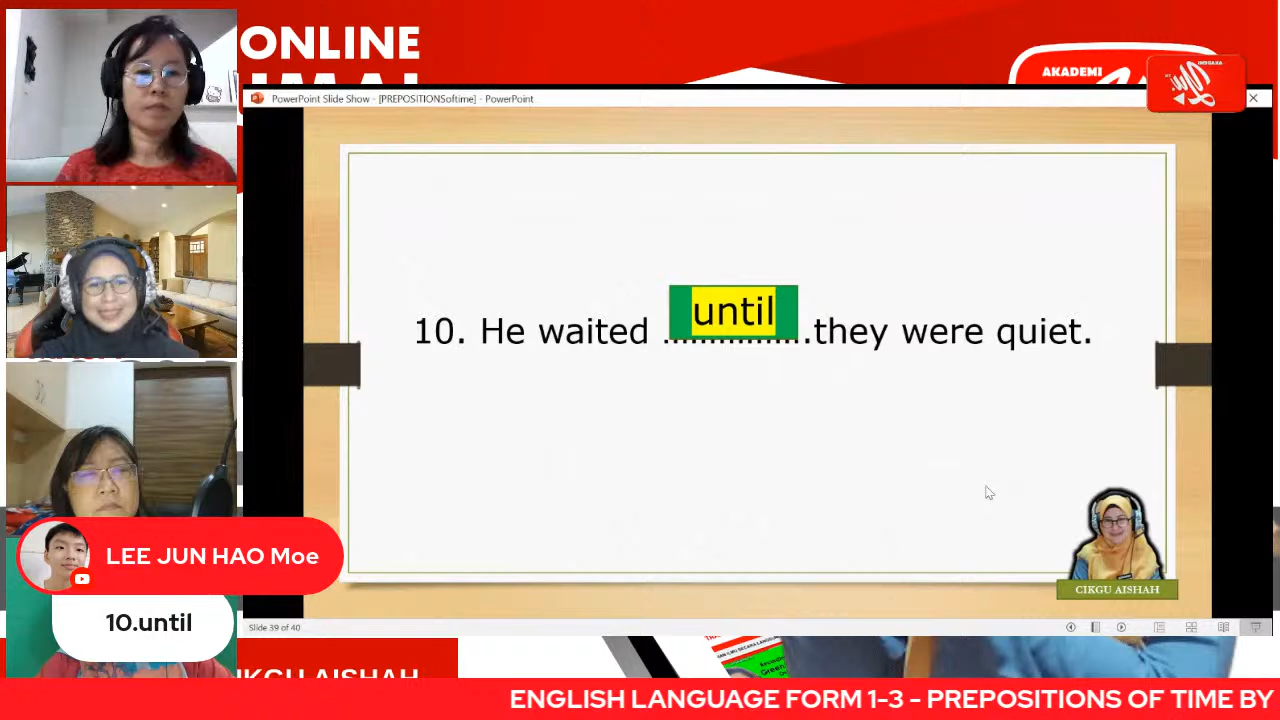 ONLINE
AKADEMI
PowerPoint Slide Show - [PREPOSITIONSoftime] - PowerPoint
10. He waited ................they were quiet.
until
CIKGU AISHAH
LEE JUN HAO Moe
10.until
Slide 39 of 40
ENGLISH LANGUAGE FORM 1-3 - PREPOSITIONS OF TIME BY